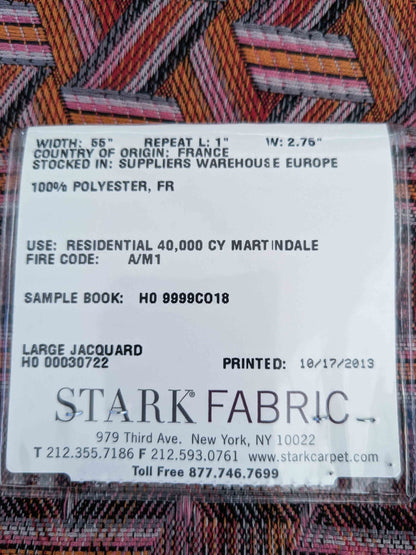 WIDTH: 55" REPEAT L: 1" W: 2.75"
COUNTRY OF ORIGIN: FRANCE
STOCKED IN: SUPPLIERS WAREHOUSE EUROPE
100% POLYESTER, FR
USE: RESIDENTIAL 40,000 CY MARTINDALE
FIRE CODE: A/M1
SAMPLE BOOK: H0 9999C018
LARGE JACQUARD
H0 00030722 PRINTED: 10/17/2013
STARK® FABRIC
979 Third Ave. New York, NY 10022
T 212.355.7186 F 212.593.0761 www.starkcarpet.com
Toll Free 877.746.7699